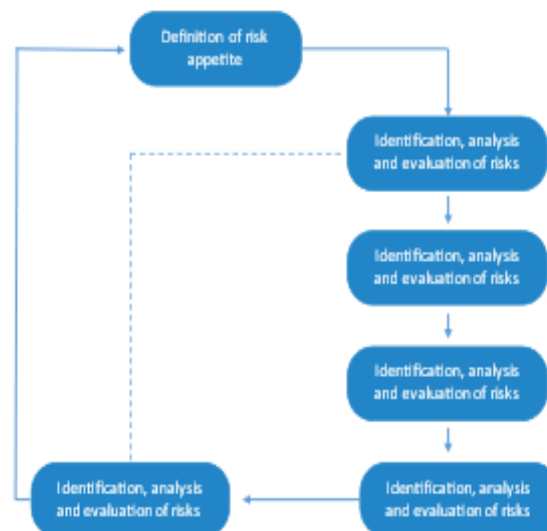 Definition of risk
appetite
Identification, analysis
and evaluation of risks
Identification, analysis
and evaluation of risks
Identification, analysis
and evaluation of risks
Identification, analysis
and evaluation of risks
Identification, analysis
and evaluation of risks